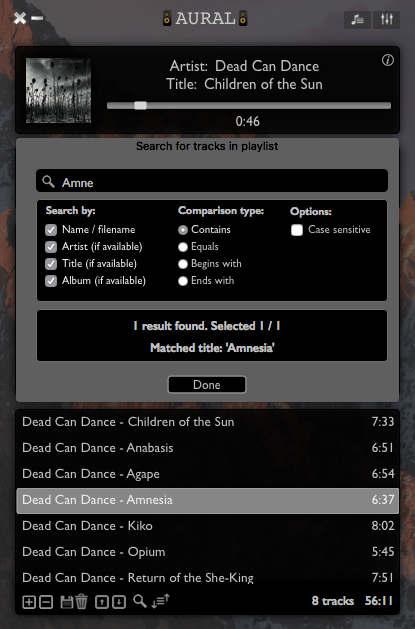 AURAL
Artist: Dead Can Dance
Title: Children of the Sun
0:46
Search for tracks in playlist
Amne
Search by:
Name / filename
Artist (if available)
Title (if available)
Album (if available)
Comparison type:
Contains
Equals
Begins with
Ends with
Options:
Case sensitive
1 result found. Selected 1 / 1
Matched title: 'Amnesia'
Done
Dead Can Dance - Children of the Sun 7:33
Dead Can Dance - Anabasis 6:51
Dead Can Dance - Agape 6:54
Dead Can Dance - Amnesia 6:37
Dead Can Dance - Kiko 8:02
Dead Can Dance - Opium 5:45
Dead Can Dance - Return of the She-King 7:51
8 tracks 56:11